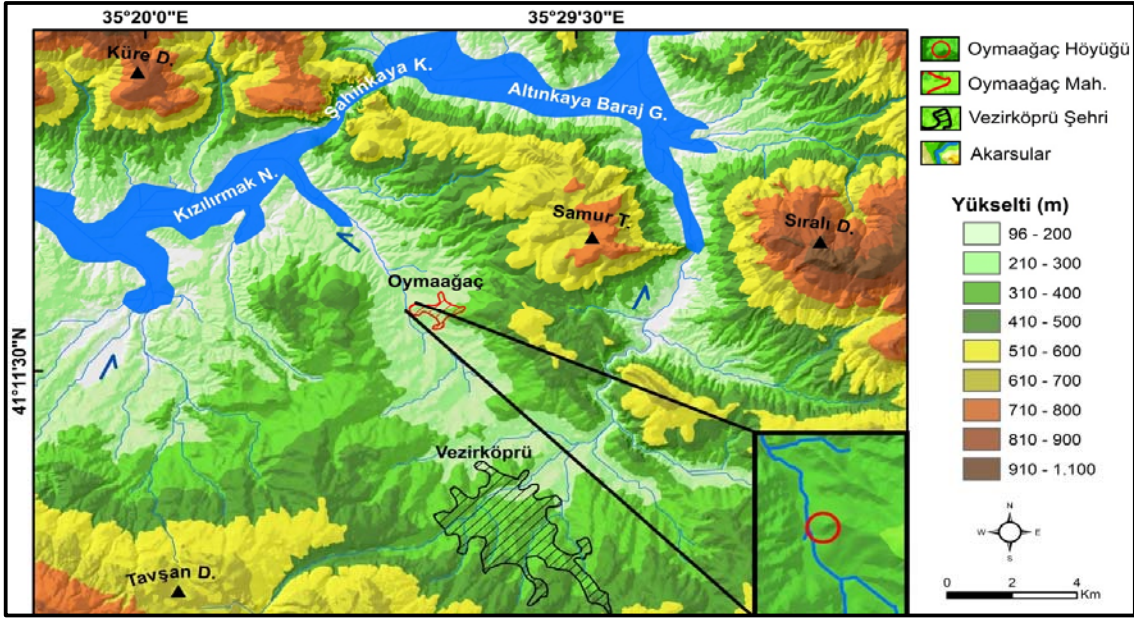 35°20'0"E
35°29'30"E
41°11'30"N
Küre D.
Şahinkaya K.
Altınkaya Baraj G.
Kızılırmak N.
Samur T.
Sıralı D.
Oymaağaç
Vezirköprü
Tavşan D.
Oymaağaç Höyüğü
Oymaağaç Mah.
Vezirköprü Şehri
Akarsular
Yükselti (m)
96 - 200
210 - 300
310 - 400
410 - 500
510 - 600
610 - 700
710 - 800
810 - 900
910 - 1.100
N
W E
S
0 2 4
Km